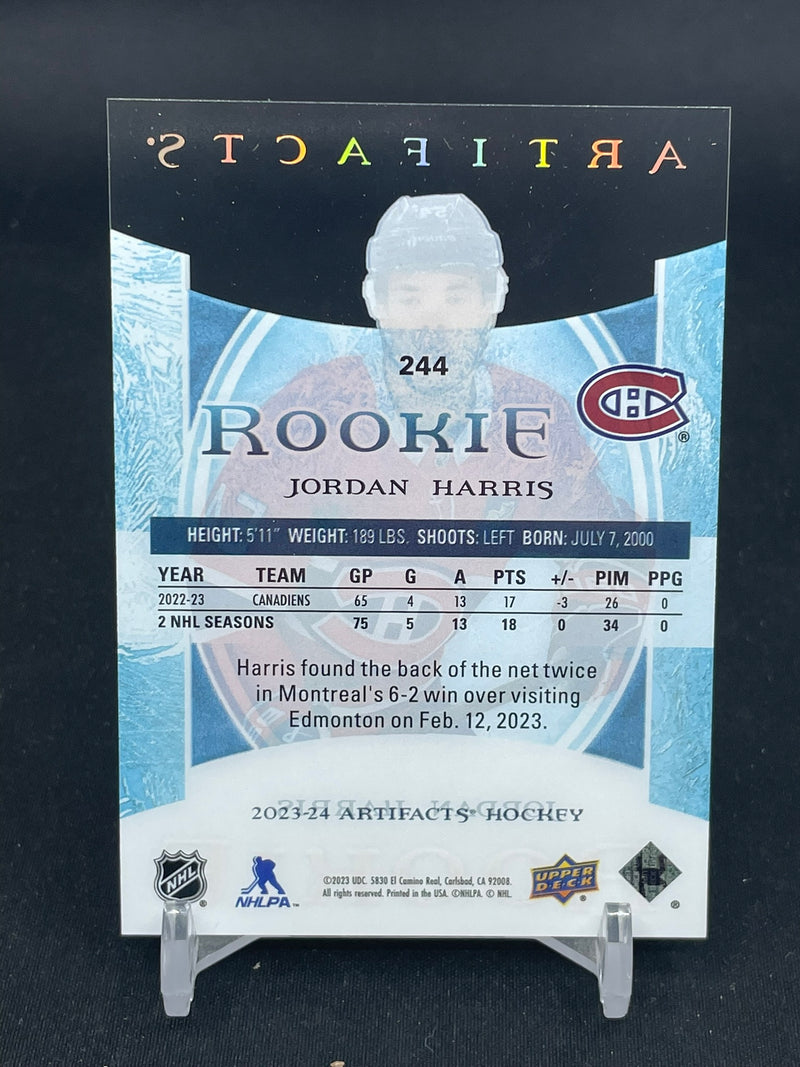 ARTIFACTS®
244
ROOKIE
®
JORDAN HARRIS
HEIGHT: 5'11" WEIGHT: 189 LBS. SHOOTS: LEFT BORN: JULY 7, 2000
YEAR TEAM GP G A PTS +/- PIM PPG
2022-23 CANADIENS 65 4 13 17 -3 26 0
2 NHL SEASONS 75 5 13 18 0 34 0
Harris found the back of the net twice
in Montreal's 6-2 win over visiting
Edmonton on Feb. 12, 2023.
JORDAN HARRIS
2023-24 ARTIFACTS® HOCKEY
NHL ® NHLPA™ ©2023 UDC. 5830 El Camino Real, Carlsbad, CA 92008. UPPER DECK ® ®
All rights reserved. Printed in the USA. ©NHLPA. © NHL.